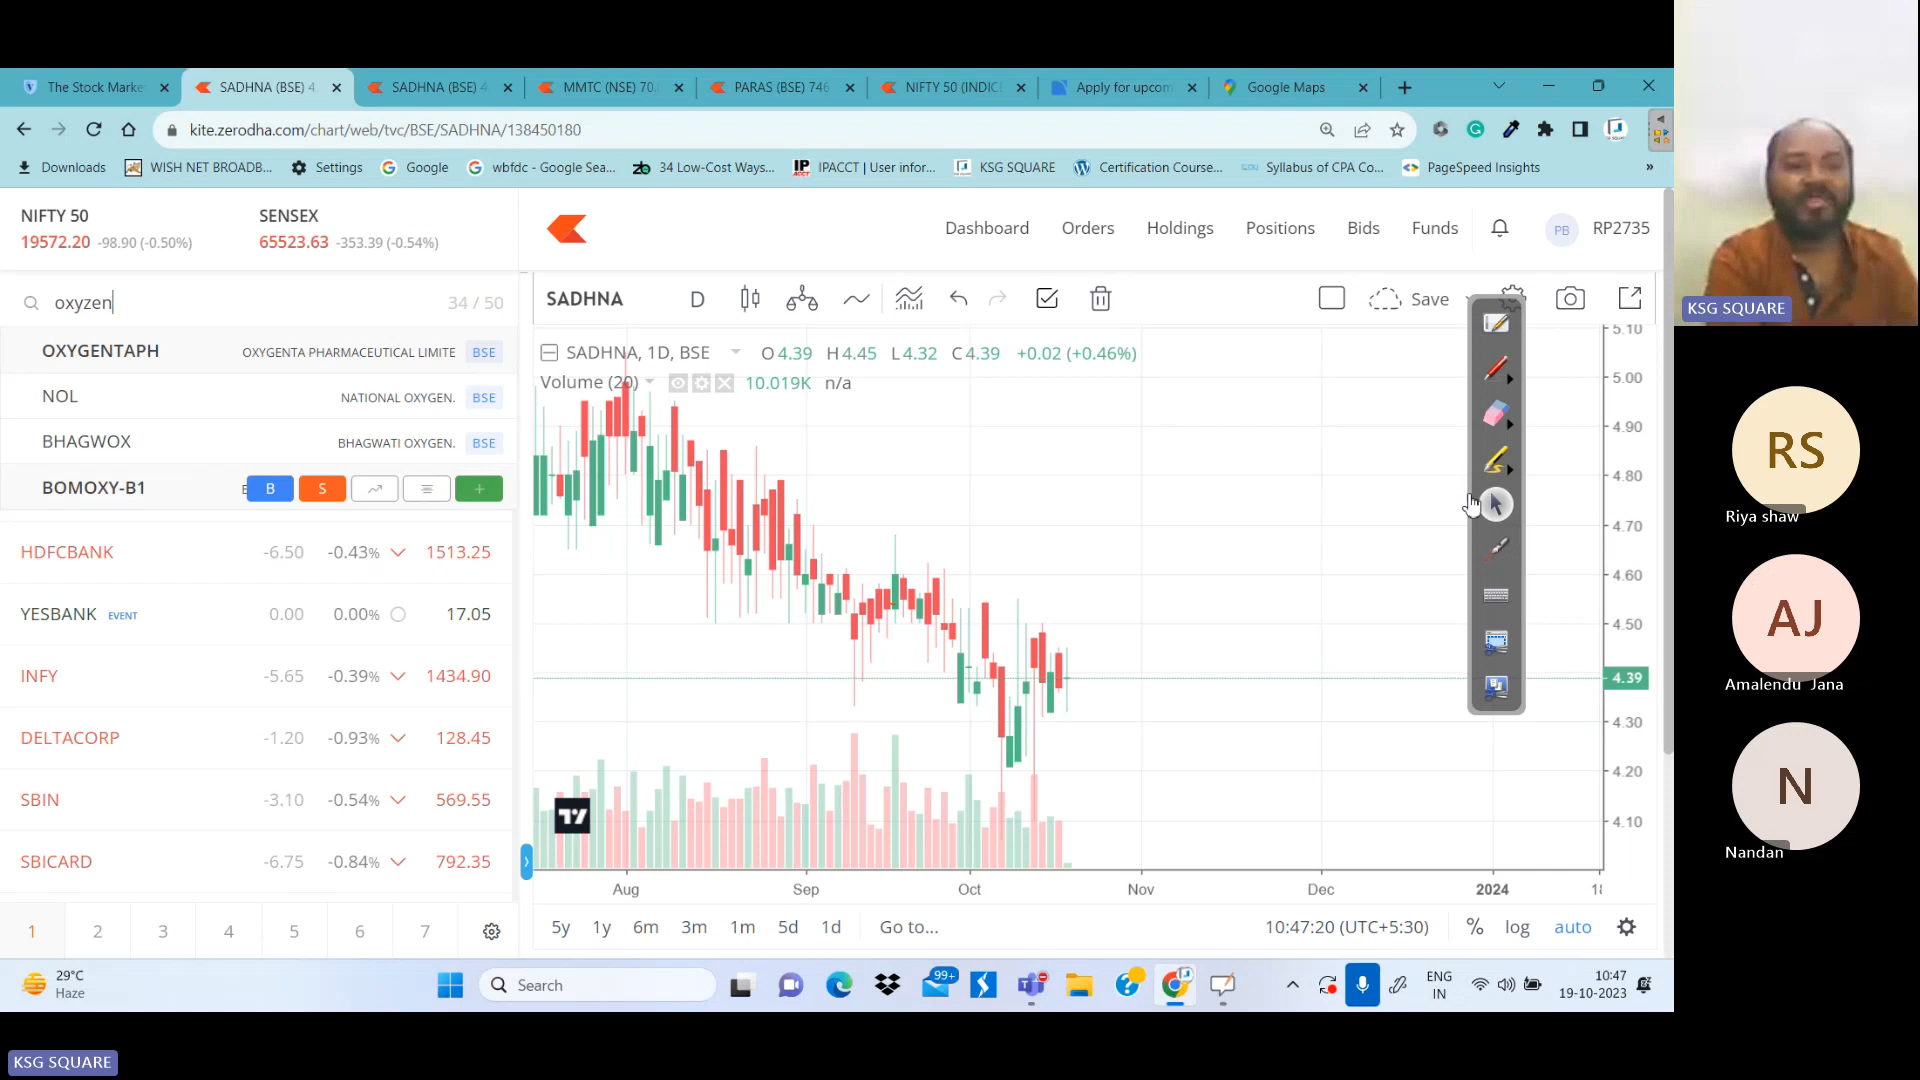 The Stock Marke
SADHNA (BSE) 4
SADHNA (BSE) 4
MMTC (NSE) 70.
PARAS (BSE) 746
NIFTY 50 (INDIC
Apply for upcom
Google Maps
kite.zerodha.com/chart/web/tvc/BSE/SADHNA/138450180
Downloads
WISH NET BROADB...
Settings
Google
wbfdc - Google Sea...
34 Low-Cost Ways...
IPACCT | User infor...
KSG SQUARE
Certification Course...
Syllabus of CPA Co...
PageSpeed Insights
»
NIFTY 50
19572.20 -98.90 (-0.50%)
SENSEX
65523.63 -353.39 (-0.54%)
Dashboard
Orders
Holdings
Positions
Bids
Funds
PB
RP2735
oxyzen
34 / 50
OXYGENTAPH OXYGENTA PHARMACEUTICAL LIMITE BSE
NOL NATIONAL OXYGEN. BSE
BHAGWOX BHAGWATI OXYGEN. BSE
BOMOXY-B1 B S
HDFCBANK -6.50 -0.43% 1513.25
YESBANK EVENT 0.00 0.00% 17.05
INFY -5.65 -0.39% 1434.90
DELTACORP -1.20 -0.93% 128.45
SBIN -3.10 -0.54% 569.55
SBICARD -6.75 -0.84% 792.35
1 2 3 4 5 6 7
SADHNA
D
Save
SADHNA, 1D, BSE O4.39 H4.45 L4.32 C4.39 +0.02 (+0.46%)
Volume (20) 10.019K n/a
5.10
5.00
4.90
4.80
4.70
4.60
4.50
4.39
4.30
4.20
4.10
Aug Sep Oct Nov Dec 2024
5y 1y 6m 3m 1m 5d 1d Go to...
10:47:20 (UTC+5:30) % log auto
29°C
Haze
Search
99+
ENG
IN
10:47
19-10-2023
KSG SQUARE
RS
Riya shaw
AJ
Amalendu Jana
N
Nandan
KSG SQUARE